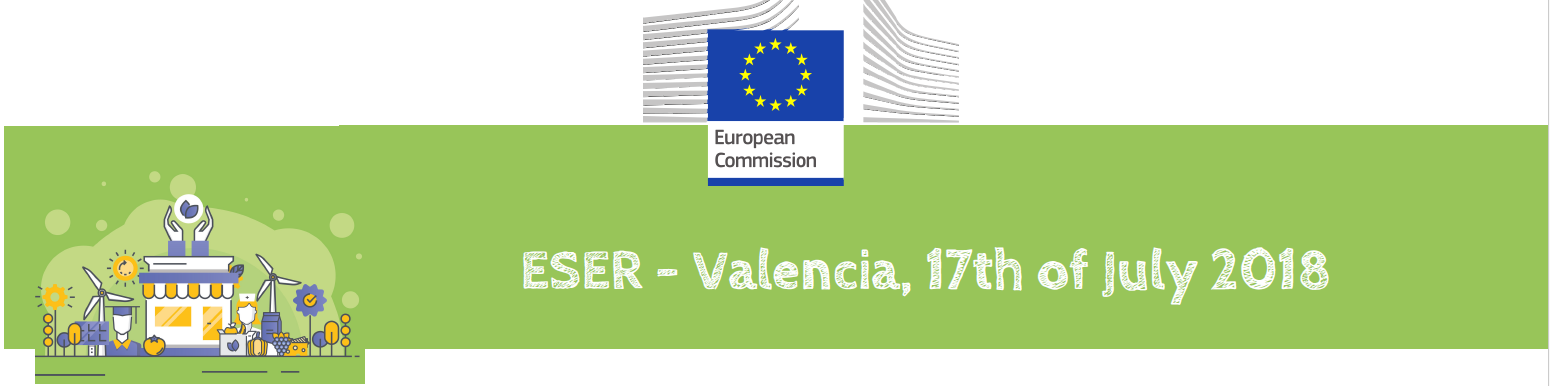 European
Commission
ESER - Valencia, 17th of July 2018